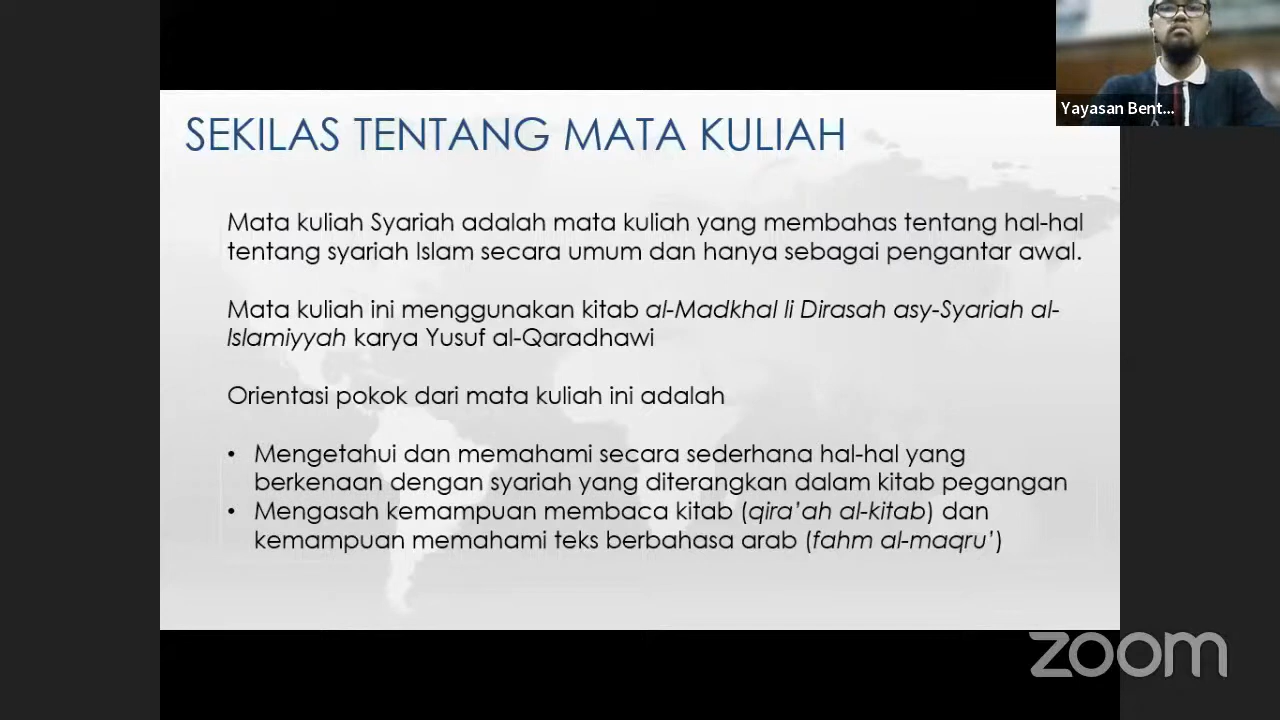 SEKILAS TENTANG MATA KULIAH
Mata kuliah Syariah adalah mata kuliah yang membahas tentang hal-hal
tentang syariah Islam secara umum dan hanya sebagai pengantar awal.
Mata kuliah ini menggunakan kitab al-Madkhal li Dirasah asy-Syariah al-
Islamiyyah karya Yusuf al-Qaradhawi
Orientasi pokok dari mata kuliah ini adalah
• Mengetahui dan memahami secara sederhana hal-hal yang
berkenaan dengan syariah yang diterangkan dalam kitab pegangan
• Mengasah kemampuan membaca kitab (qira’ah al-kitab) dan
kemampuan memahami teks berbahasa arab (fahm al-maqru’)
Yayasan Bent...
zoom